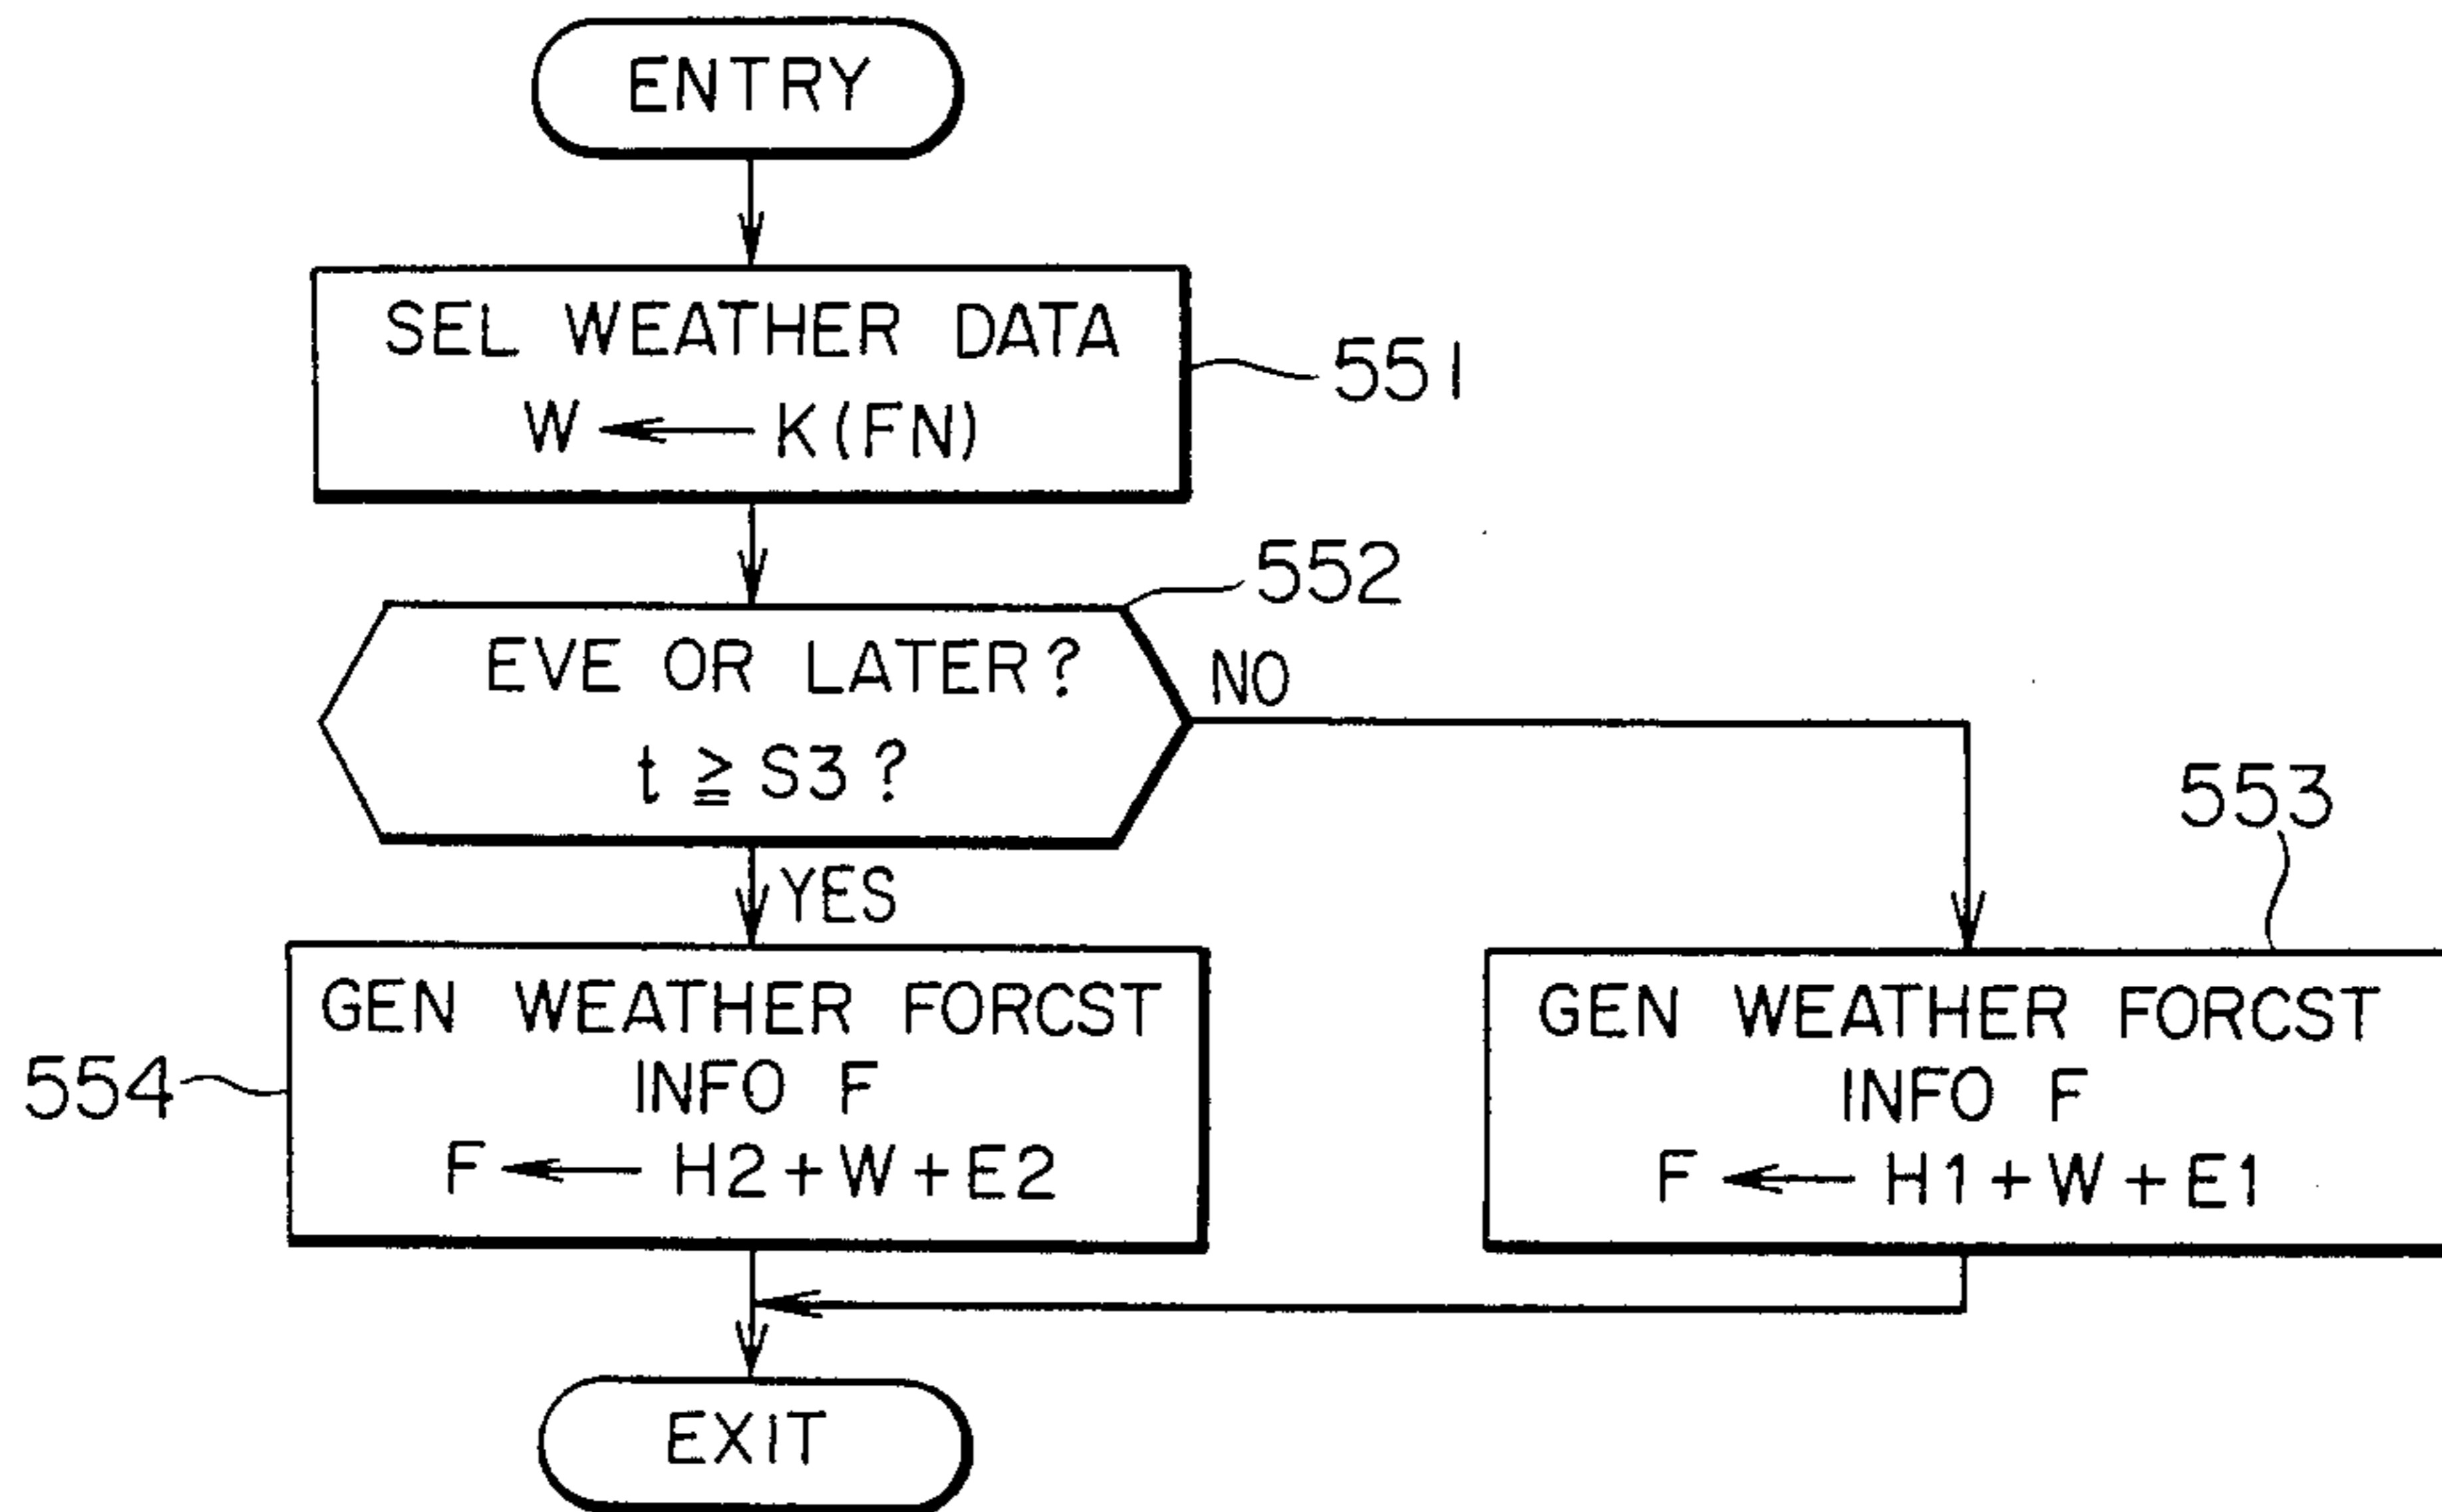 ENTRY
SEL WEATHER DATA
W ← K(FN)
551
552
EVE OR LATER?
t ≧ S3?
NO
YES
553
GEN WEATHER FORCST
INFO F
F ← H2+W+E2
554
GEN WEATHER FORCST
INFO F
F ← H1+W+E1
EXIT